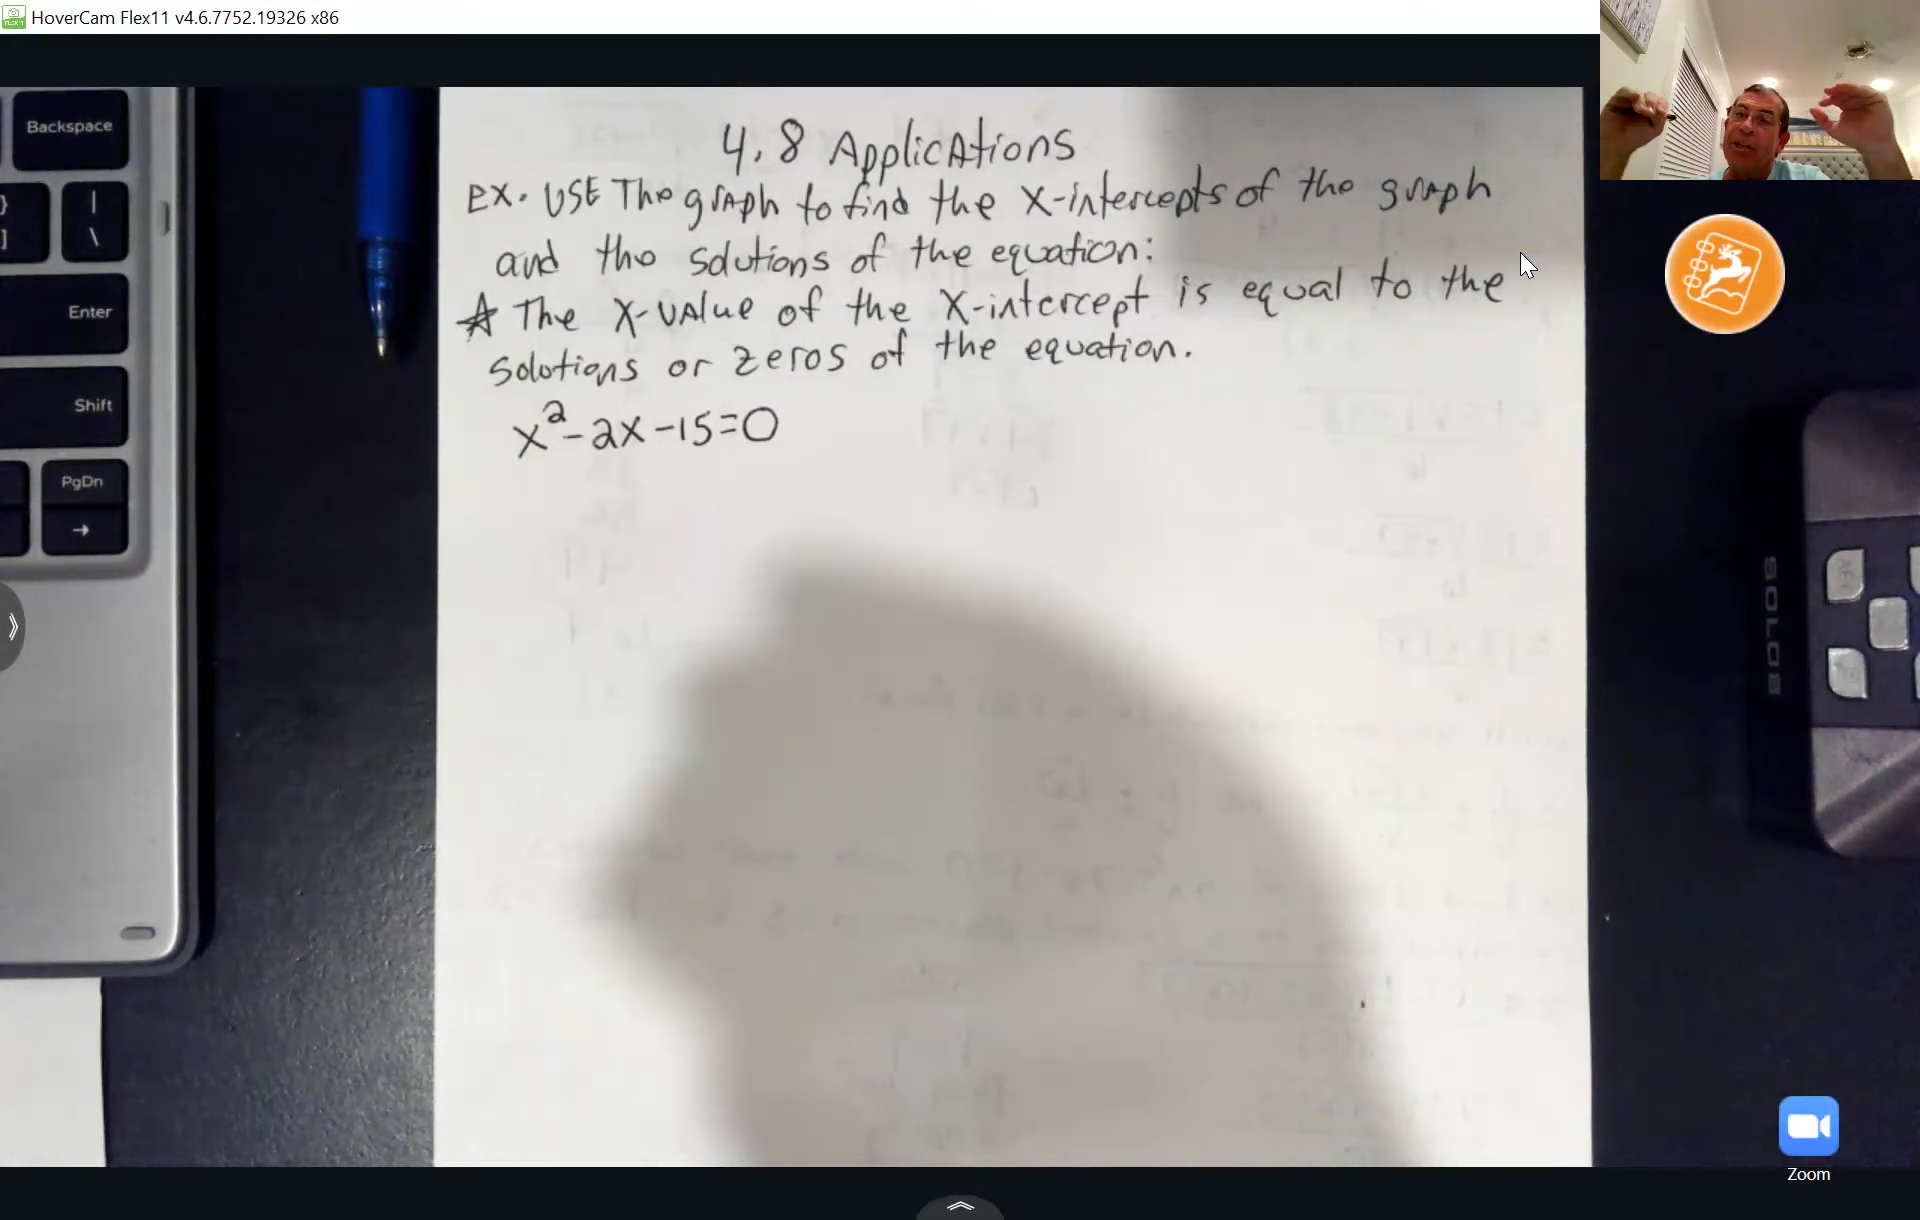 HoverCam Flex11 v4.6.7752.19326 x86
Backspace
}
]
|
\
Enter
Shift
PgDn
→
4.8 Applications
EX. USE The graph to find the X-intercepts of the graph
and the solutions of the equation:
☆ The X-value of the X-intercept is equal to the
solutions or zeros of the equation.
x²-2x-15=0
SOLO8
Zoom